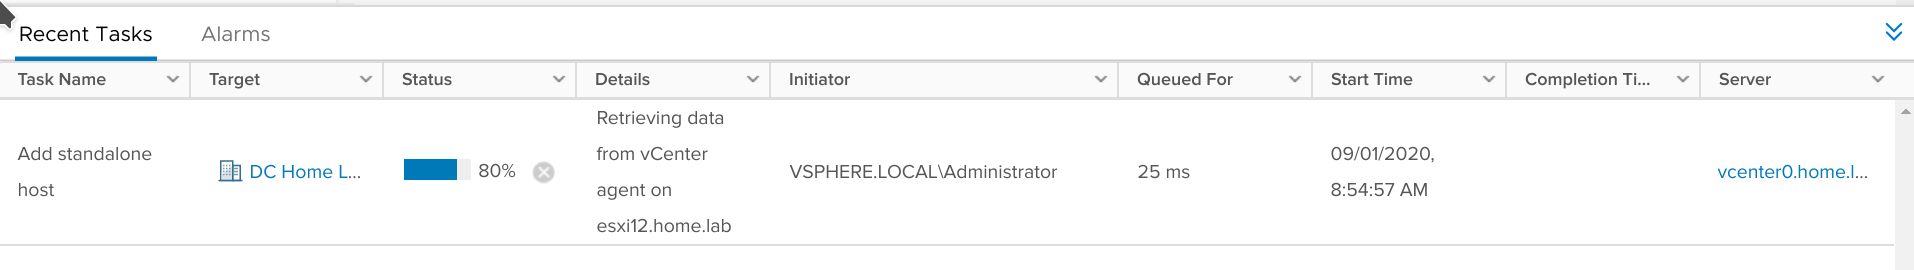 Recent Tasks Alarms
Task Name Target Status Details Initiator Queued For Start Time Completion Ti... Server
Retrieving data
Add standalone from vCenter 09/01/2020,
DC Home L... 80% VSPHERE.LOCAL\Administrator 25 ms vcenter0.home.l...
host agent on 8:54:57 AM
esxi12.home.lab